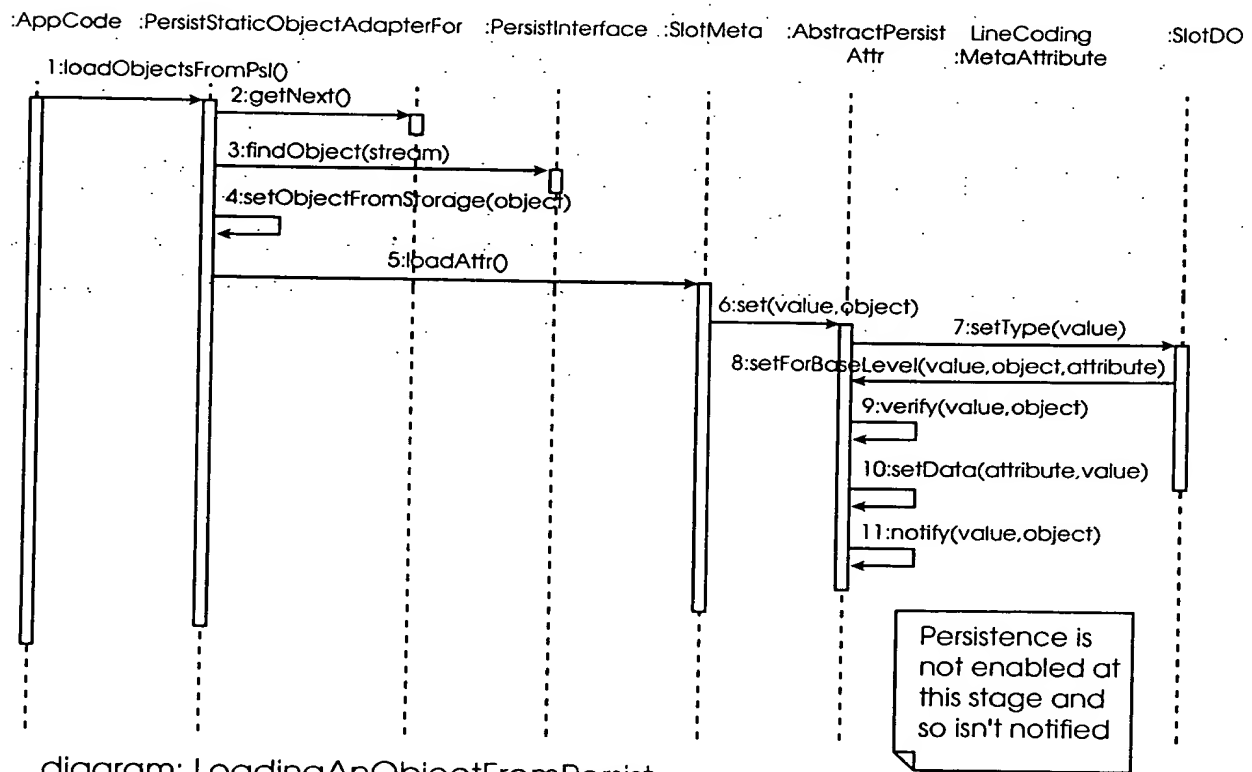 :AppCode :PersistStaticObjectAdapterFor :PersistInterface :SlotMeta :AbstractPersist LineCoding :SlotDO
Attr :MetaAttribute
1:loadObjectsFromPsl()
2:getNext()
3:findObject(stream)
4:setObjectFromStorage(object)
5:loadAttr()
6:set(value,object)
7:setType(value)
8:setForBaseLevel(value,object,attribute)
9:verify(value,object)
10:setData(attribute,value)
11:notify(value,object)
Persistence is
not enabled at
this stage and
so isn't notified
diagram: LoadingAnObjectFromPersist